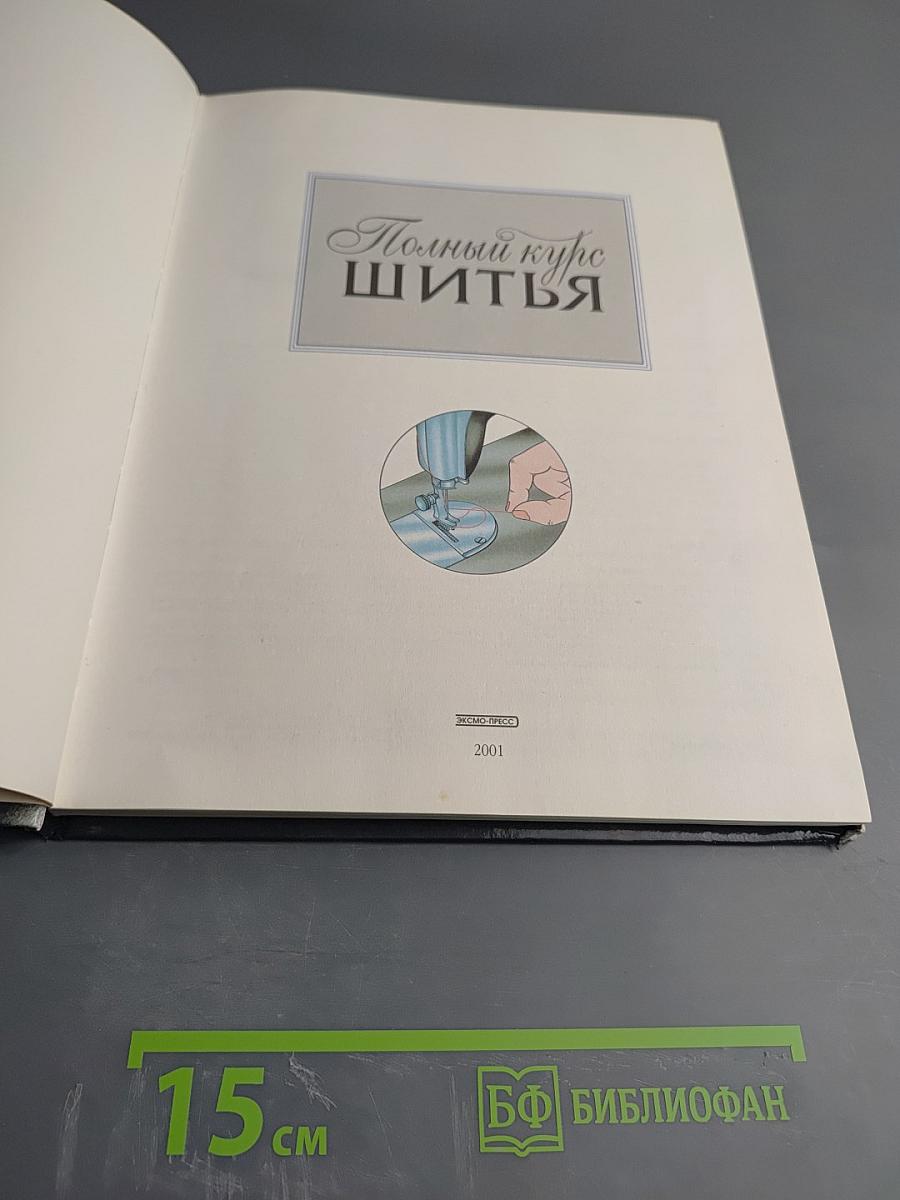 Полный курс
ШИТЬЯ
ЭКСМО-ПРЕСС
2001
15 см
БФ БИБЛИОФАН